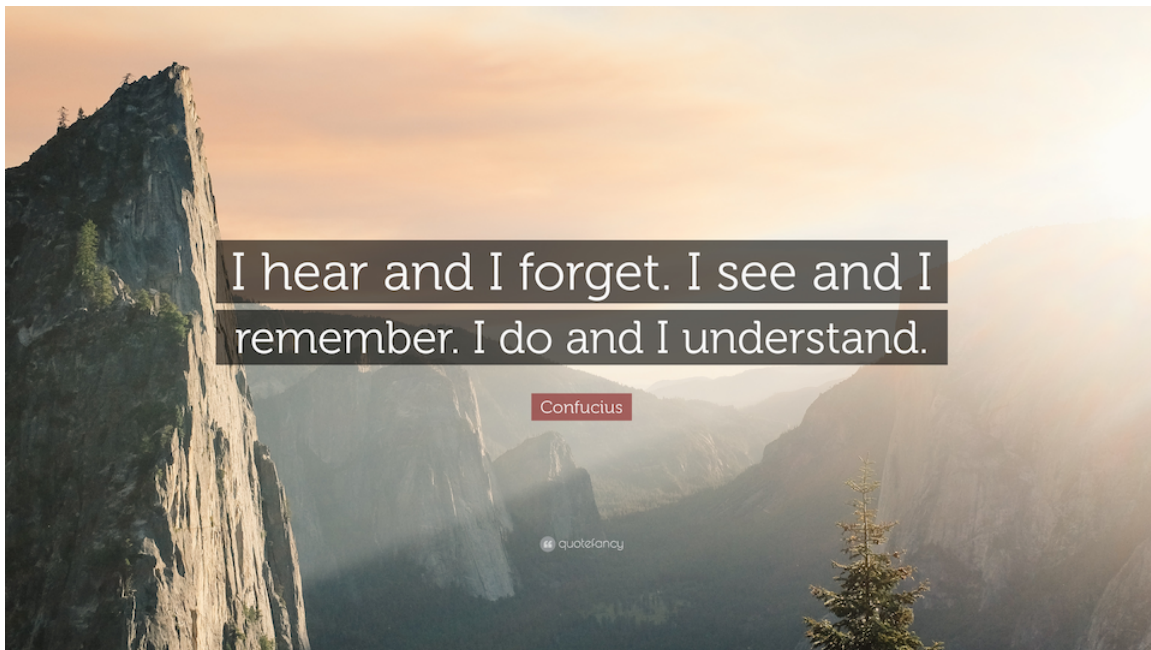 I hear and I forget. I see and I
remember. I do and I understand.
Confucius
quotefancy